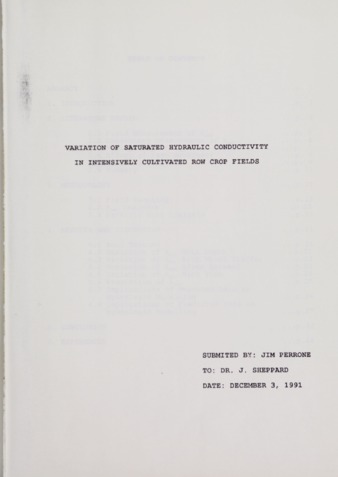 VARIATION OF SATURATED HYDRAULIC CONDUCTIVITY
IN INTENSIVELY CULTIVATED ROW CROP FIELDS
SUBMITED BY: JIM PERRONE
TO: DR. J. SHEPPARD
DATE: DECEMBER 3, 1991